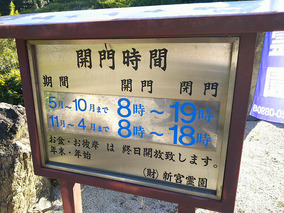 開門時間
期間 開門 閉門
5月～10月まで 8時～19時
11月～4月まで 8時～18時
お盆・お彼岸
年末・年始
は 終日開放致します。
(財)新宮霊園